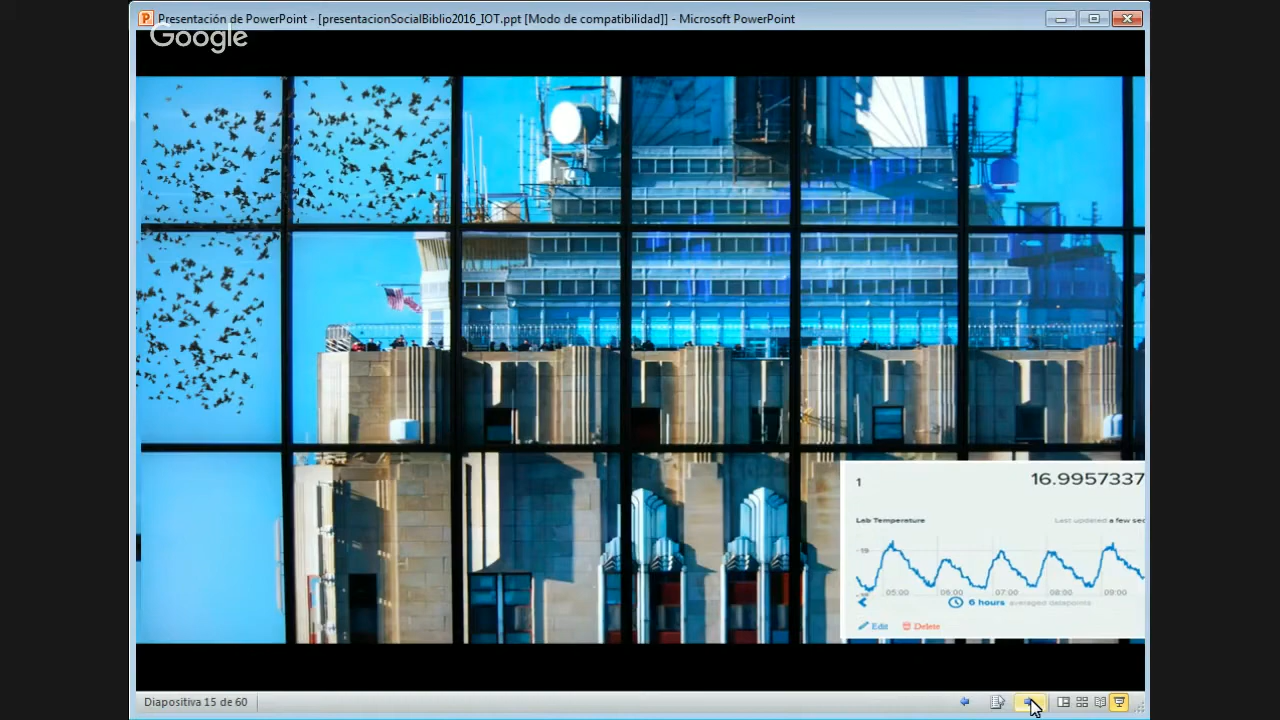 Presentación de PowerPoint - [presentacionSocialBiblio2016_IOT.ppt [Modo de compatibilidad]] - Microsoft PowerPoint
Google
1
16.9957337
Lab Temperature
Last updated a few sec
19
05:00 06:00 07:00 08:00 09:00
6 hours averaged datapoints
Edit Delete
Diapositiva 15 de 60